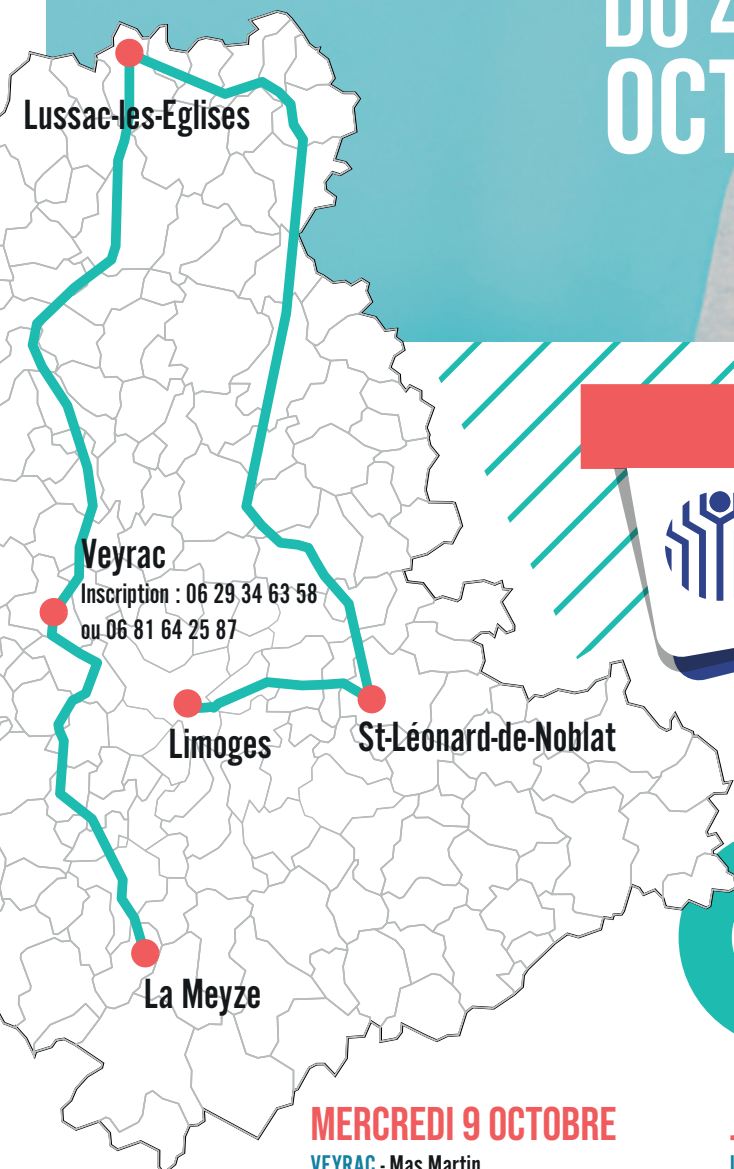 DU 4
OCT
Lussac-les-Eglises
Veyrac
Inscription : 06 29 34 63 58
ou 06 81 64 25 87
Limoges
St-Léonard-de-Noblat
La Meyze
MERCREDI 9 OCTOBRE
VEYRAC - Mas Martin